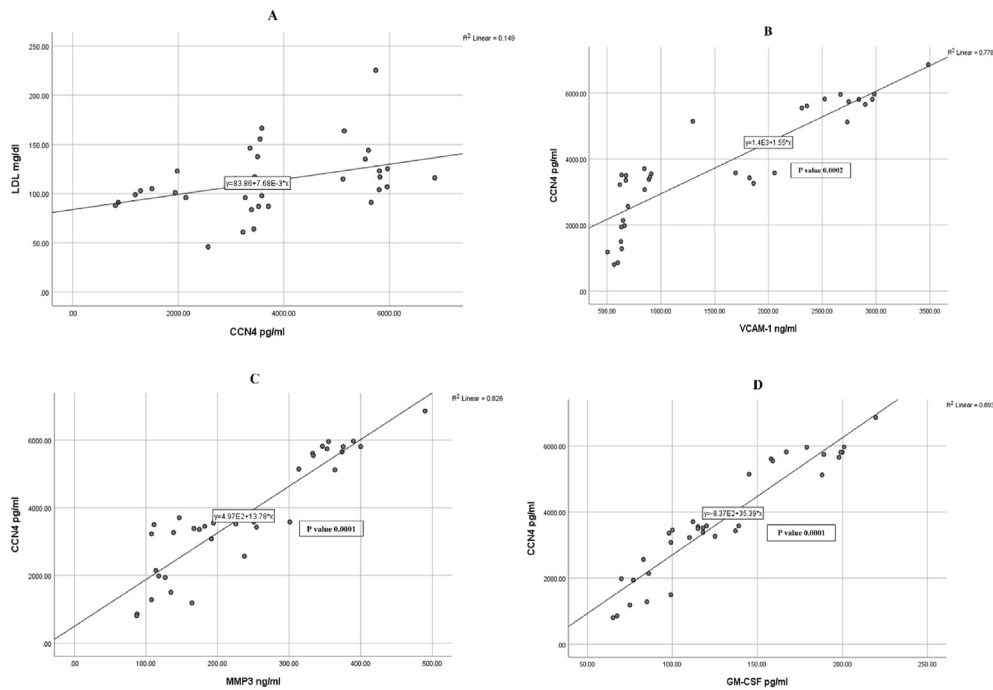 A
R² Linear = 0.149
250.00
200.00
150.00
100.00
50.00
.00
LDL mg/dl
y=83.86+7.68E-3*x
.00 2000.00 4000.00 6000.00
CCN4 pg/ml
B
R² Linear = 0.778
6000.00
4000.00
2000.00
.00
CCN4 pg/ml
y=1.4E3+1.55*x
P value 0.0002
500.00 1000.00 1500.00 2000.00 2500.00 3000.00 3500.00
VCAM-1 ng/ml
C
R² Linear = 0.826
6000.00
4000.00
2000.00
.00
CCN4 pg/ml
y=4.97E2+13.78*x
P value 0.0001
.00 100.00 200.00 300.00 400.00 500.00
MMP3 ng/ml
D
R² Linear = 0.893
6000.00
4000.00
2000.00
.00
CCN4 pg/ml
y=-8.37E2+35.39*x
P value 0.0001
50.00 100.00 150.00 200.00 250.00
GM-CSF pg/ml